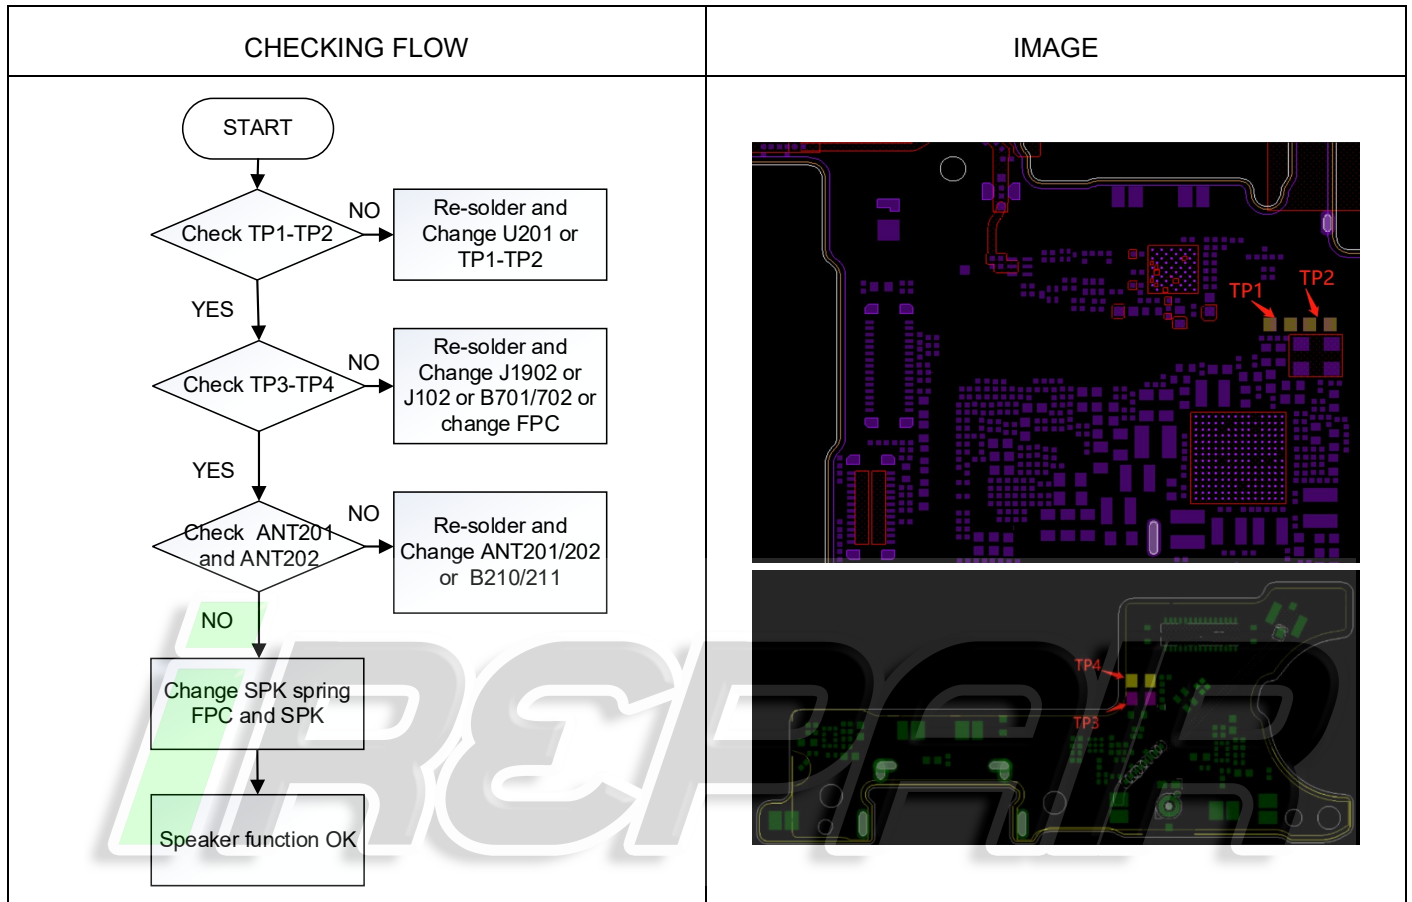 CHECKING FLOW
IMAGE
START
Check TP1-TP2
NO
Re-solder and
Change U201 or
TP1-TP2
YES
Check TP3-TP4
NO
Re-solder and
Change J1902 or
J102 or B701/702 or
change FPC
YES
Check ANT201
and ANT202
NO
Re-solder and
Change ANT201/202
or B210/211
NO
Change SPK spring
FPC and SPK
Speaker function OK
TP1
TP2
TP4
TP3
iREPAIR